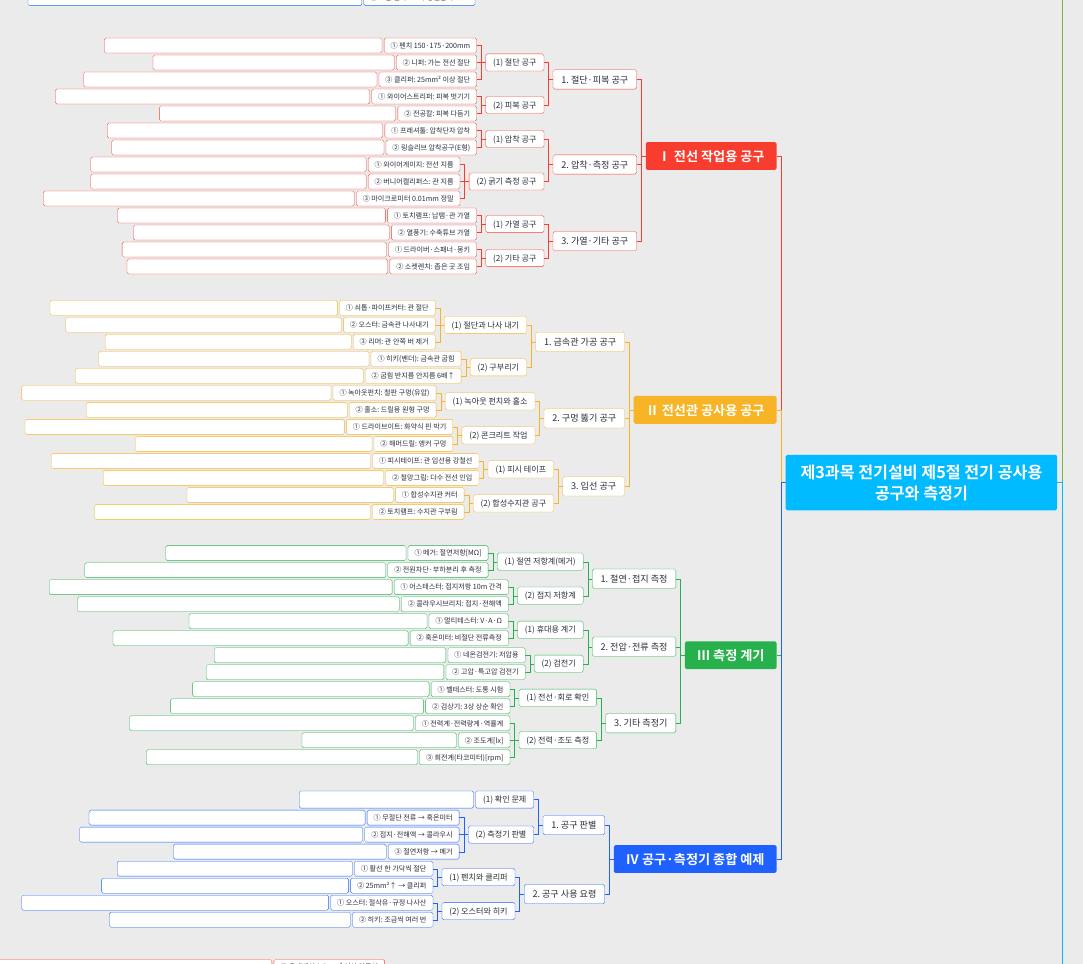 제3과목 전기설비 제5절 전기 공사용
공구와 측정기
Ⅰ 전선 작업용 공구
1. 절단·피복 공구
(1) 절단 공구
① 펜치 150·175·200mm
② 니퍼: 가는 전선 절단
③ 클리퍼: 25mm² 이상 절단
(2) 피복 공구
① 와이어스트리퍼: 피복 벗기기
② 전공칼: 피복 다듬기
2. 압착·측정 공구
(1) 압착 공구
① 프레셔툴: 압착단자 압착
② 링슬리브 압착공구(E형)
(2) 굵기 측정 공구
① 와이어게이지: 전선 지름
② 버니어캘리퍼스: 관 지름
③ 마이크로미터 0.01mm 정밀
3. 가열·기타 공구
(1) 가열 공구
① 토치램프: 납땜·관 가열
② 열풍기: 수축튜브 가열
(2) 기타 공구
① 드라이버·스패너·몽키
② 소켓렌치: 좁은 곳 조임
Ⅱ 전선관 공사용 공구
1. 금속관 가공 공구
(1) 절단과 나사 내기
① 쇠톱·파이프커터: 관 절단
② 오스터: 금속관 나사내기
③ 리머: 관 안쪽 버 제거
(2) 구부리기
① 히키(벤더): 금속관 굽힘
② 굽힘 반지름 안지름 6배↑
2. 구멍 뚫기 공구
(1) 녹아웃 펀치와 홀소
① 녹아웃펀치: 철판 구멍(유압)
② 홀소: 드릴용 원형 구멍
(2) 콘크리트 작업
① 드라이브이트: 화약식 핀 박기
② 해머드릴: 앵커 구멍
3. 입선 공구
(1) 피시 테이프
① 피시테이프: 관 입선용 강철선
② 철망그립: 다수 전선 인입
(2) 합성수지관 공구
① 합성수지관 커터
② 토치램프: 수지관 구부림
Ⅲ 측정 계기
1. 절연·접지 측정
(1) 절연 저항계(메거)
① 메거: 절연저항[MΩ]
② 전원차단·부하분리 후 측정
(2) 접지 저항계
① 어스테스터: 접지저항 10m 간격
② 콜라우시브리지: 접지·전해액
2. 전압·전류 측정
(1) 휴대용 계기
① 멀티테스터: V·A·Ω
② 훅온미터: 비절단 전류측정
(2) 검전기
① 네온검전기: 저압용
② 고압·특고압 검전기
3. 기타 측정기
(1) 전선·회로 확인
① 벨테스터: 도통 시험
② 검상기: 3상 상순 확인
(2) 전력·조도 측정
① 전력계·전력량계·역률계
② 조도계[lx]
③ 회전계(타코미터)[rpm]
Ⅳ 공구·측정기 종합 예제
1. 공구 판별
(1) 확인 문제
(2) 측정기 판별
① 무절단 전류 → 훅온미터
② 접지·전해액 → 콜라우시
③ 절연저항 → 메거
2. 공구 사용 요령
(1) 펜치와 클리퍼
① 활선 한 가닥씩 절단
② 25mm²↑ → 클리퍼
(2) 오스터와 히키
① 오스터: 절삭유·규정 나사산
② 히키: 조금씩 여러 번